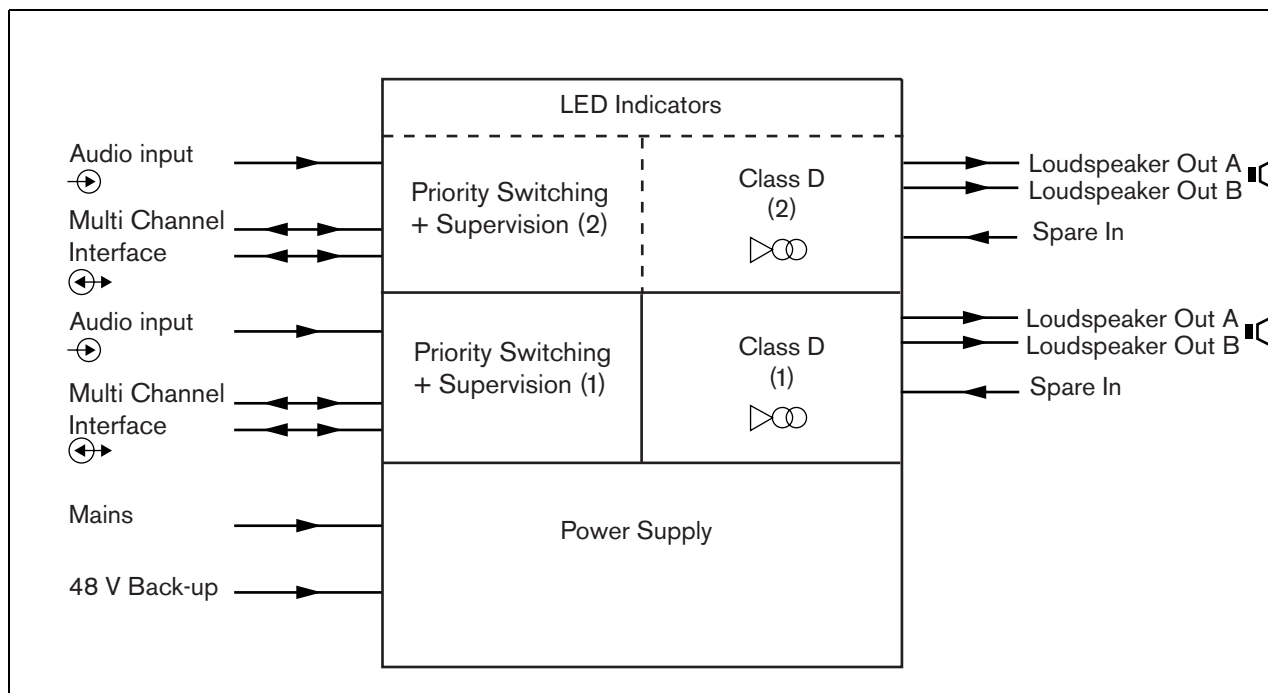 LED Indicators
Audio input
Multi Channel
Interface
Priority Switching
+ Supervision (2)
Class D
(2)
Loudspeaker Out A
Loudspeaker Out B
Spare In
Audio input
Multi Channel
Interface
Priority Switching
+ Supervision (1)
Class D
(1)
Loudspeaker Out A
Loudspeaker Out B
Spare In
Mains
48 V Back-up
Power Supply